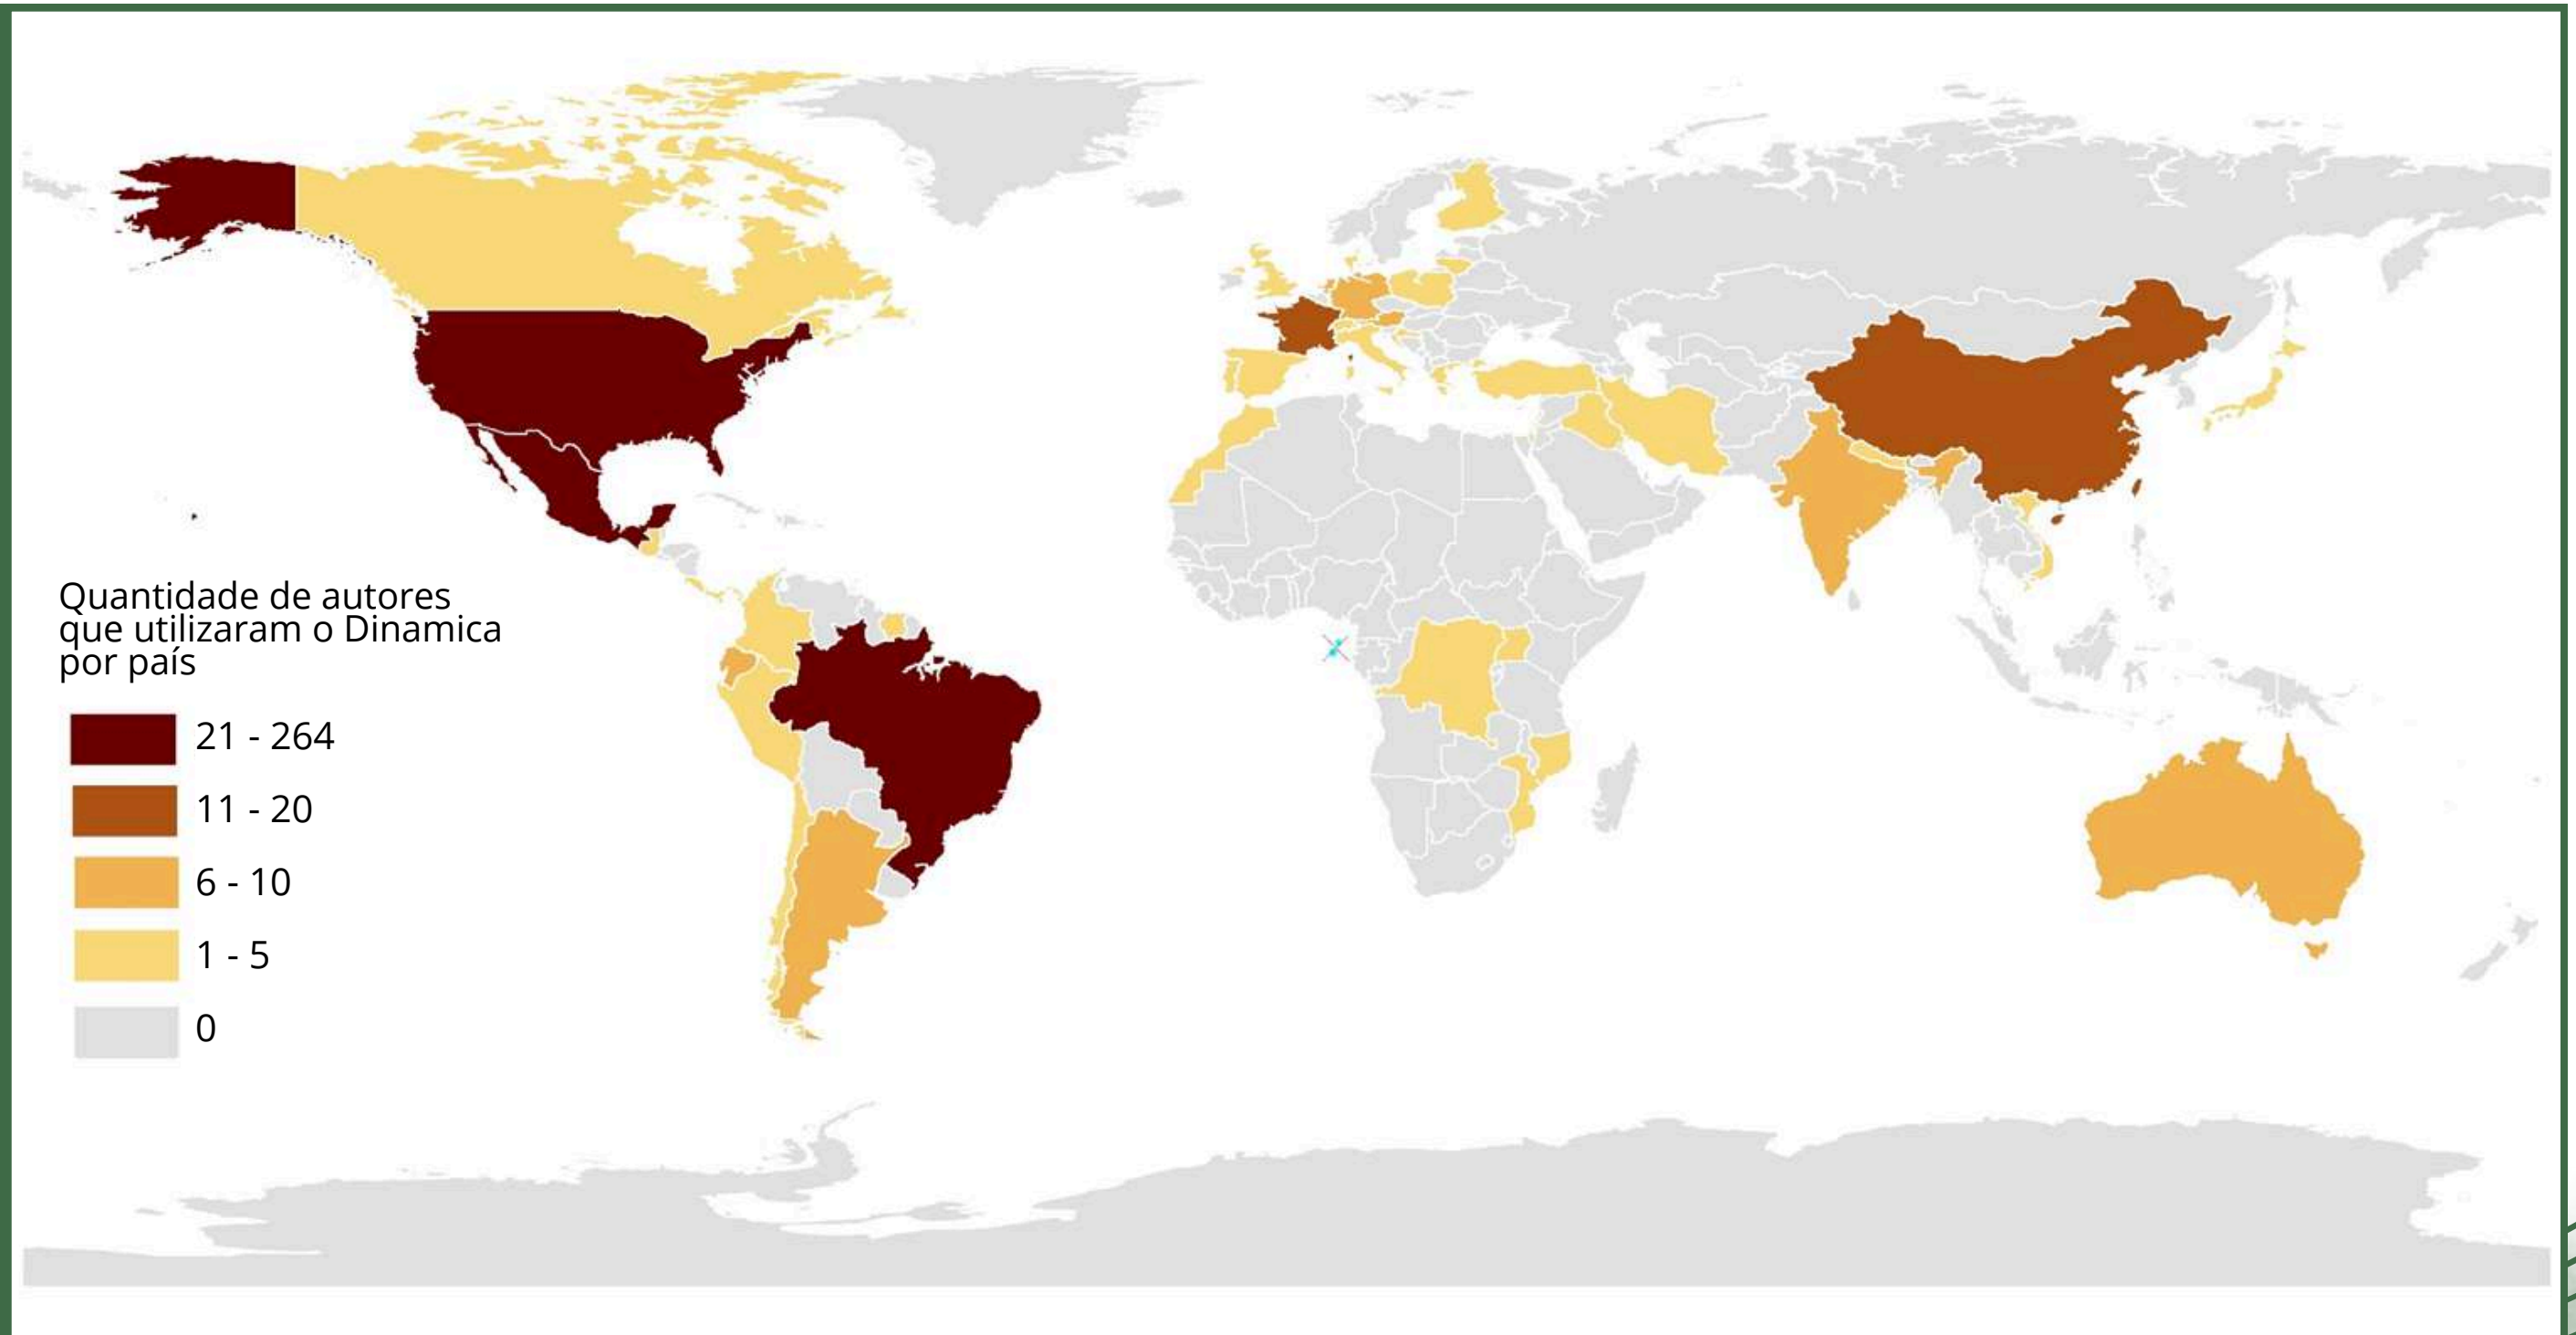 Quantidade de autores
que utilizaram o Dinamica
por país
21 - 264
11 - 20
6 - 10
1 - 5
0